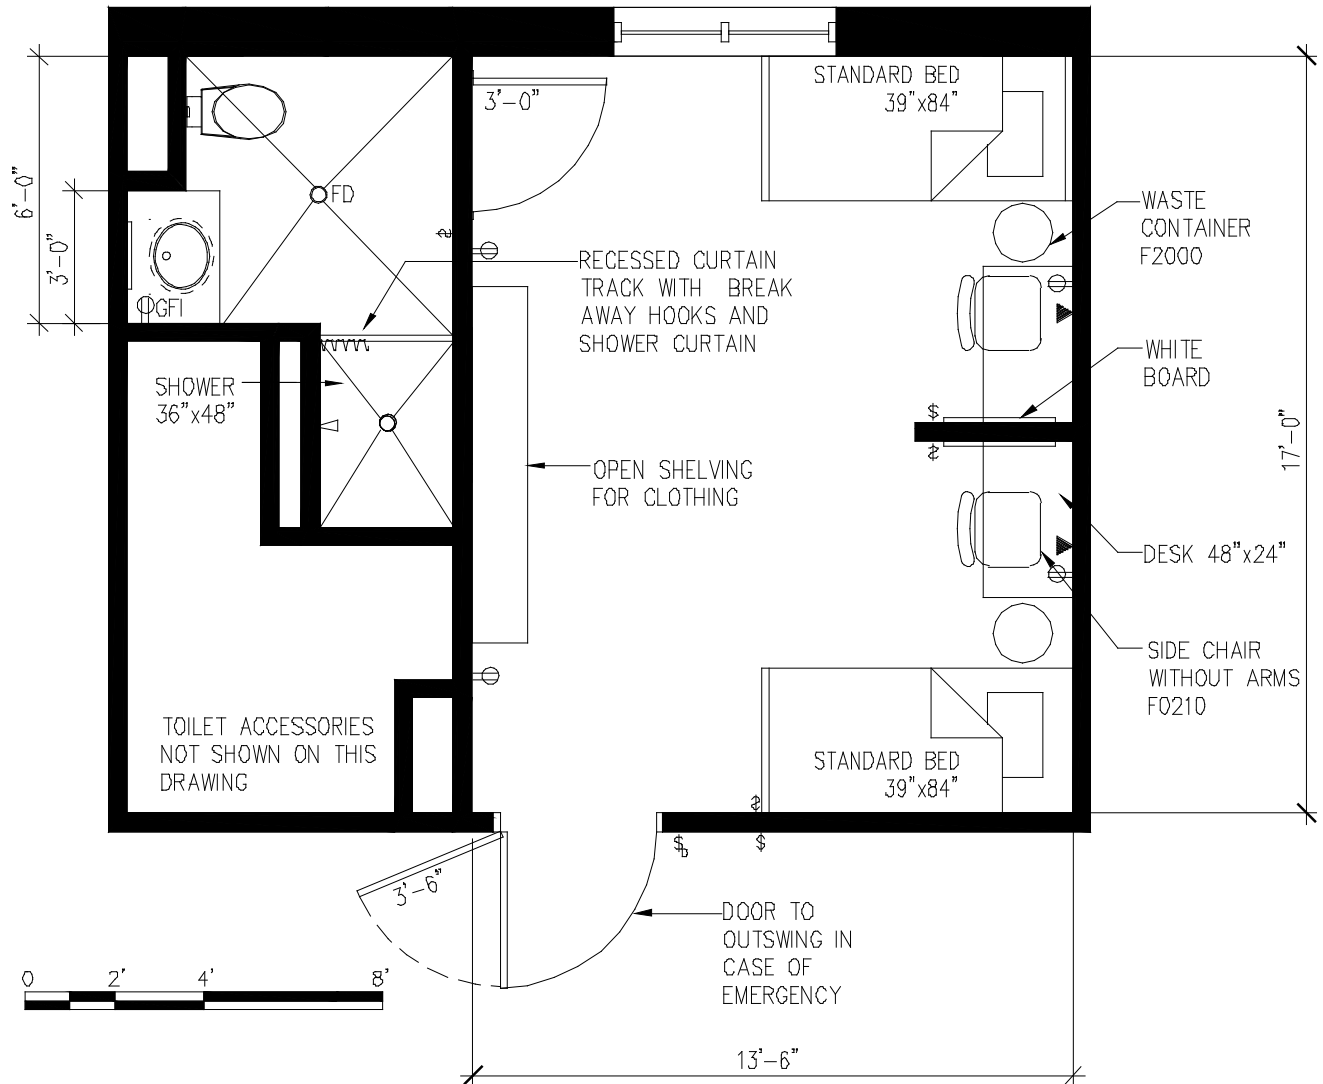 STANDARD BED
39"x84"
3'-0"
6'-0"
3'-0"
FD
GFI
WASTE
CONTAINER
F2000
RECESSED CURTAIN
TRACK WITH BREAK
AWAY HOOKS AND
SHOWER CURTAIN
WHITE
BOARD
SHOWER
36"x48"
$
$
17'-0"
OPEN SHELVING
FOR CLOTHING
DESK 48"x24"
SIDE CHAIR
WITHOUT ARMS
F0210
TOILET ACCESSORIES
NOT SHOWN ON THIS
DRAWING
STANDARD BED
39"x84"
$
$D
$
3'-6"
DOOR TO
OUTSWING IN
CASE OF
EMERGENCY
0 2' 4' 8'
13'-6"